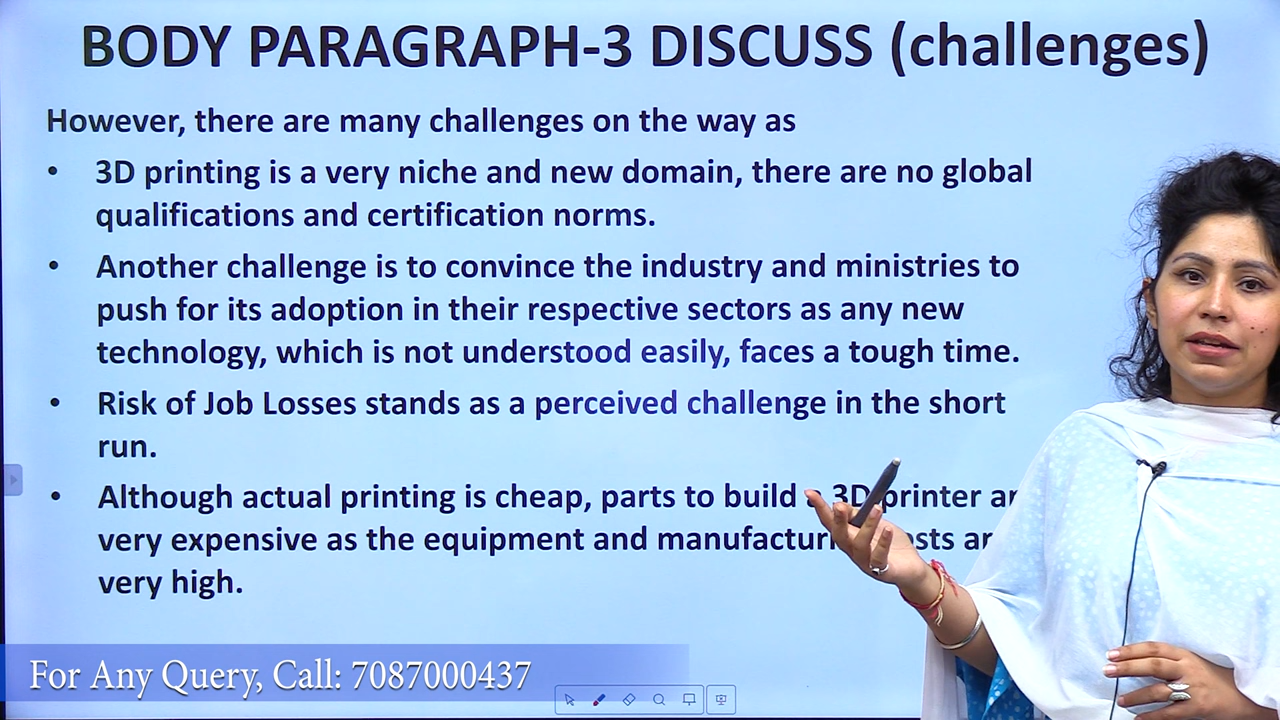 BODY PARAGRAPH-3 DISCUSS (challenges)
However, there are many challenges on the way as
• 3D printing is a very niche and new domain, there are no global
qualifications and certification norms.
• Another challenge is to convince the industry and ministries to
push for its adoption in their respective sectors as any new
technology, which is not understood easily, faces a tough time.
• Risk of Job Losses stands as a perceived challenge in the short
run.
• Although actual printing is cheap, parts to build a 3D printer
very expensive as the equipment and
very high.
For Any Query, Call: 7087000437